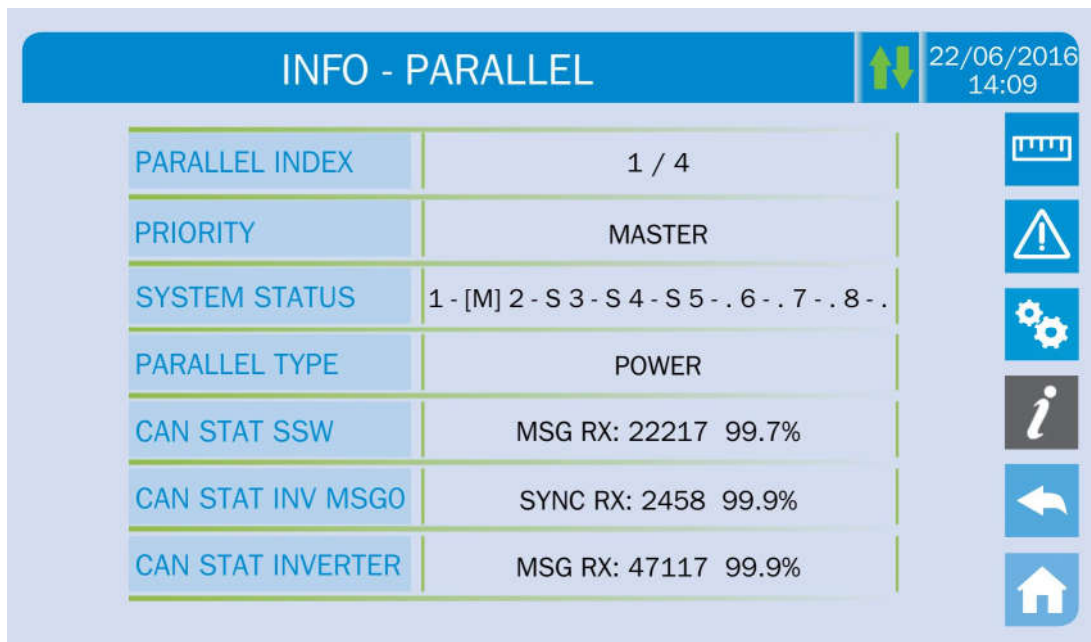 INFO - PARALLEL
22/06/2016
14:09
PARALLEL INDEX 1 / 4
PRIORITY MASTER
SYSTEM STATUS 1 - [M] 2 - S 3 - S 4 - S 5 - . 6 - . 7 - . 8 - .
PARALLEL TYPE POWER
CAN STAT SSW MSG RX: 22217 99.7%
CAN STAT INV MSG0 SYNC RX: 2458 99.9%
CAN STAT INVERTER MSG RX: 47117 99.9%